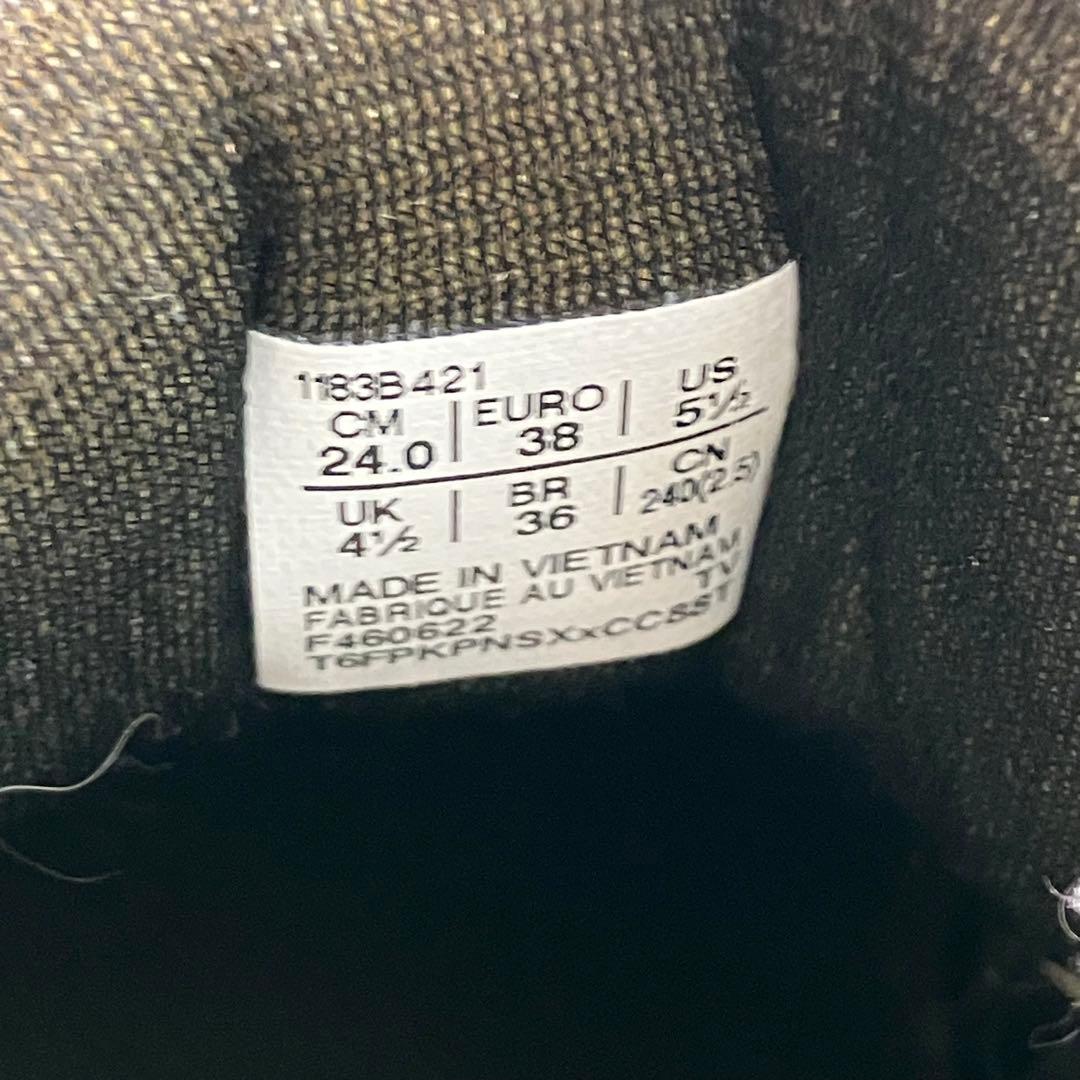 1183B421
CM | EURO | US
24.0 | 38 | 5½
UK | BR | CN
4½ | 36 | 240(2.5)
MADE IN VIETNAM
FABRIQUE AU VIETNAM
F460622 TV
T6FPKPNSXxCCSS1